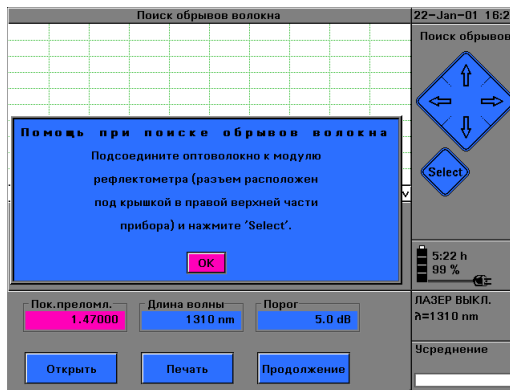 Поиск обрывов волокна
22-Jan-01 16:2
Поиск обрывов
Помощь при поиске обрывов волокна
Подсоедините оптоволокно к модулю
рефлектометра (разъем расположен
под крышкой в правой верхней части
прибора) и нажмите 'Select'.
OK
Select
5:22 h
99 %
Пок.преломл.
1.47000
Длина волны
1310 nm
Порог
5.0 dB
ЛАЗЕР ВЫКЛ.
λ=1310 nm
Усреднение
Открыть
Печать
Продолжение